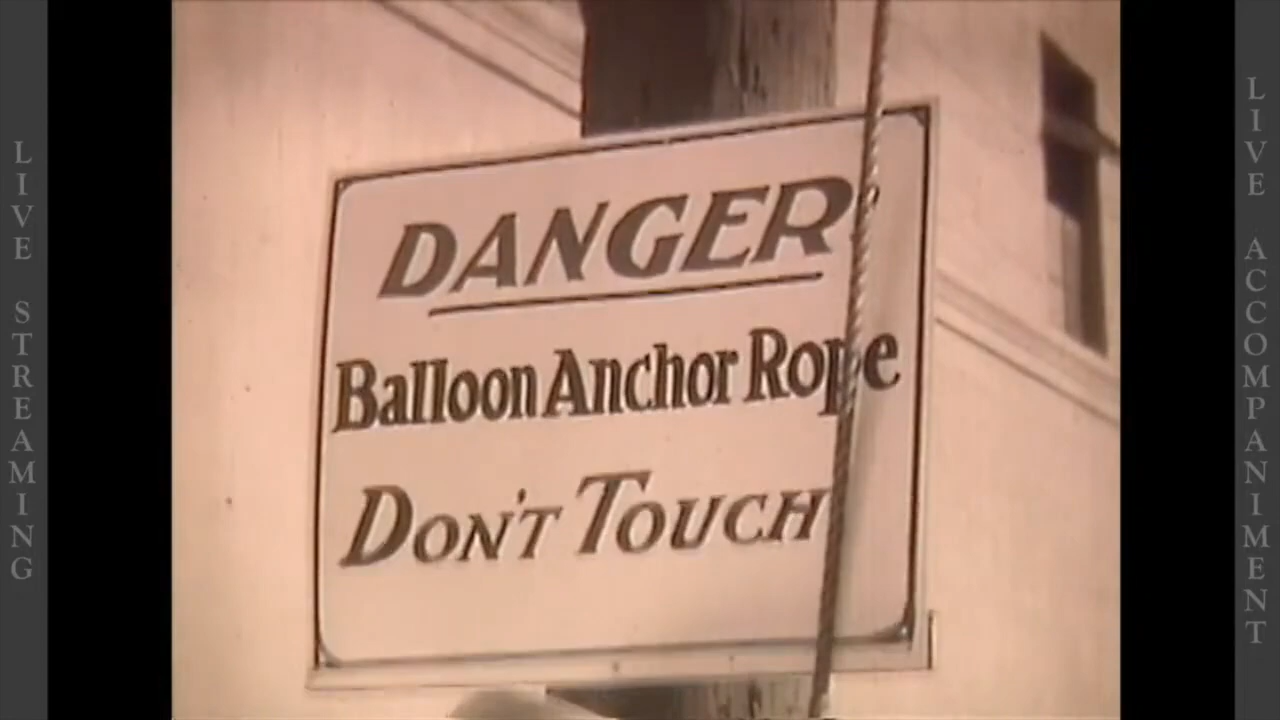 LIVE STREAMING
DANGER
Balloon Anchor Rope
DON'T TOUCH
LIVE ACCOMPANIMENT